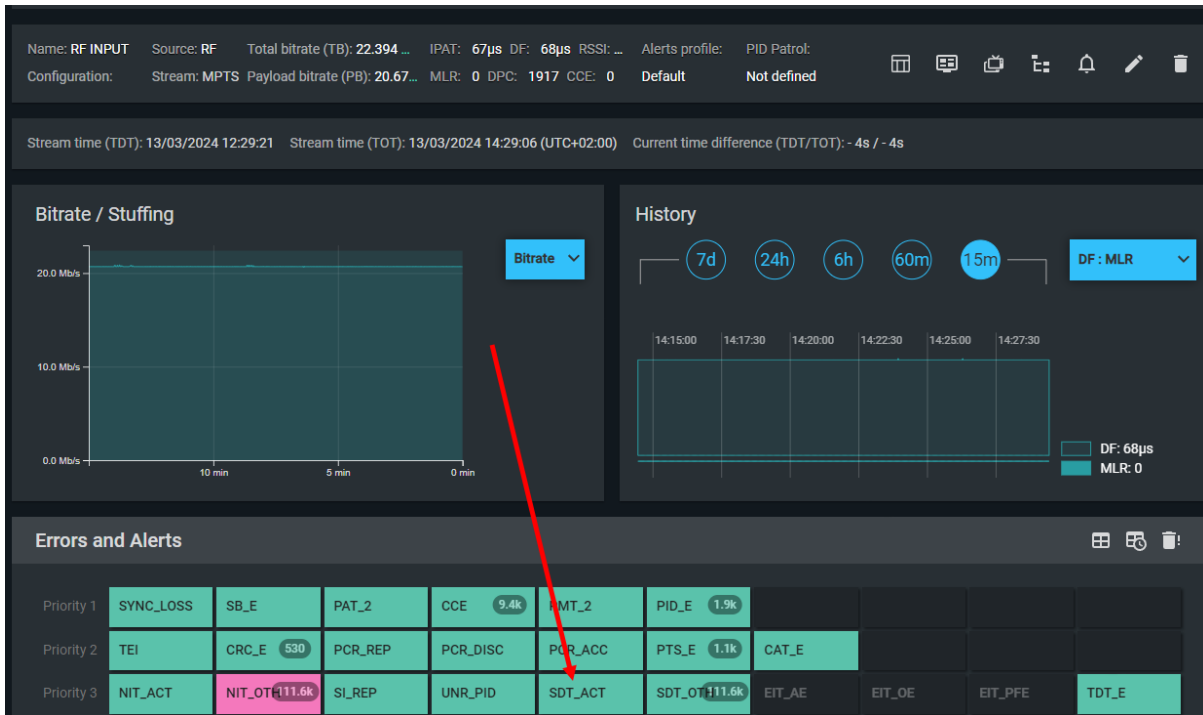 Name: RF INPUT Source: RF Total bitrate (TB): 22.394 ... IPAT: 67µs DF: 68µs RSSI: ... Alerts profile: PID Patrol:
Configuration: Stream: MPTS Payload bitrate (PB): 20.67... MLR: 0 DPC: 1917 CCE: 0 Default Not defined
Stream time (TDT): 13/03/2024 12:29:21 Stream time (TOT): 13/03/2024 14:29:06 (UTC+02:00) Current time difference (TDT/TOT): - 4s / - 4s
Bitrate / Stuffing
Bitrate
20.0 Mb/s
10.0 Mb/s
0.0 Mb/s
10 min 5 min 0 min
History
7d 24h 6h 60m 15m DF : MLR
14:15:00 14:17:30 14:20:00 14:22:30 14:25:00 14:27:30
DF: 68µs
MLR: 0
Errors and Alerts
Priority 1 SYNC_LOSS SB_E PAT_2 CCE 9.4k PMT_2 PID_E 1.9k
Priority 2 TEI CRC_E 530 PCR_REP PCR_DISC PCR_ACC PTS_E 1.1k CAT_E
Priority 3 NIT_ACT NIT_OTH 111.6k SI_REP UNR_PID SDT_ACT SDT_OTH 11.6k EIT_AE EIT_OE EIT_PFE TDT_E